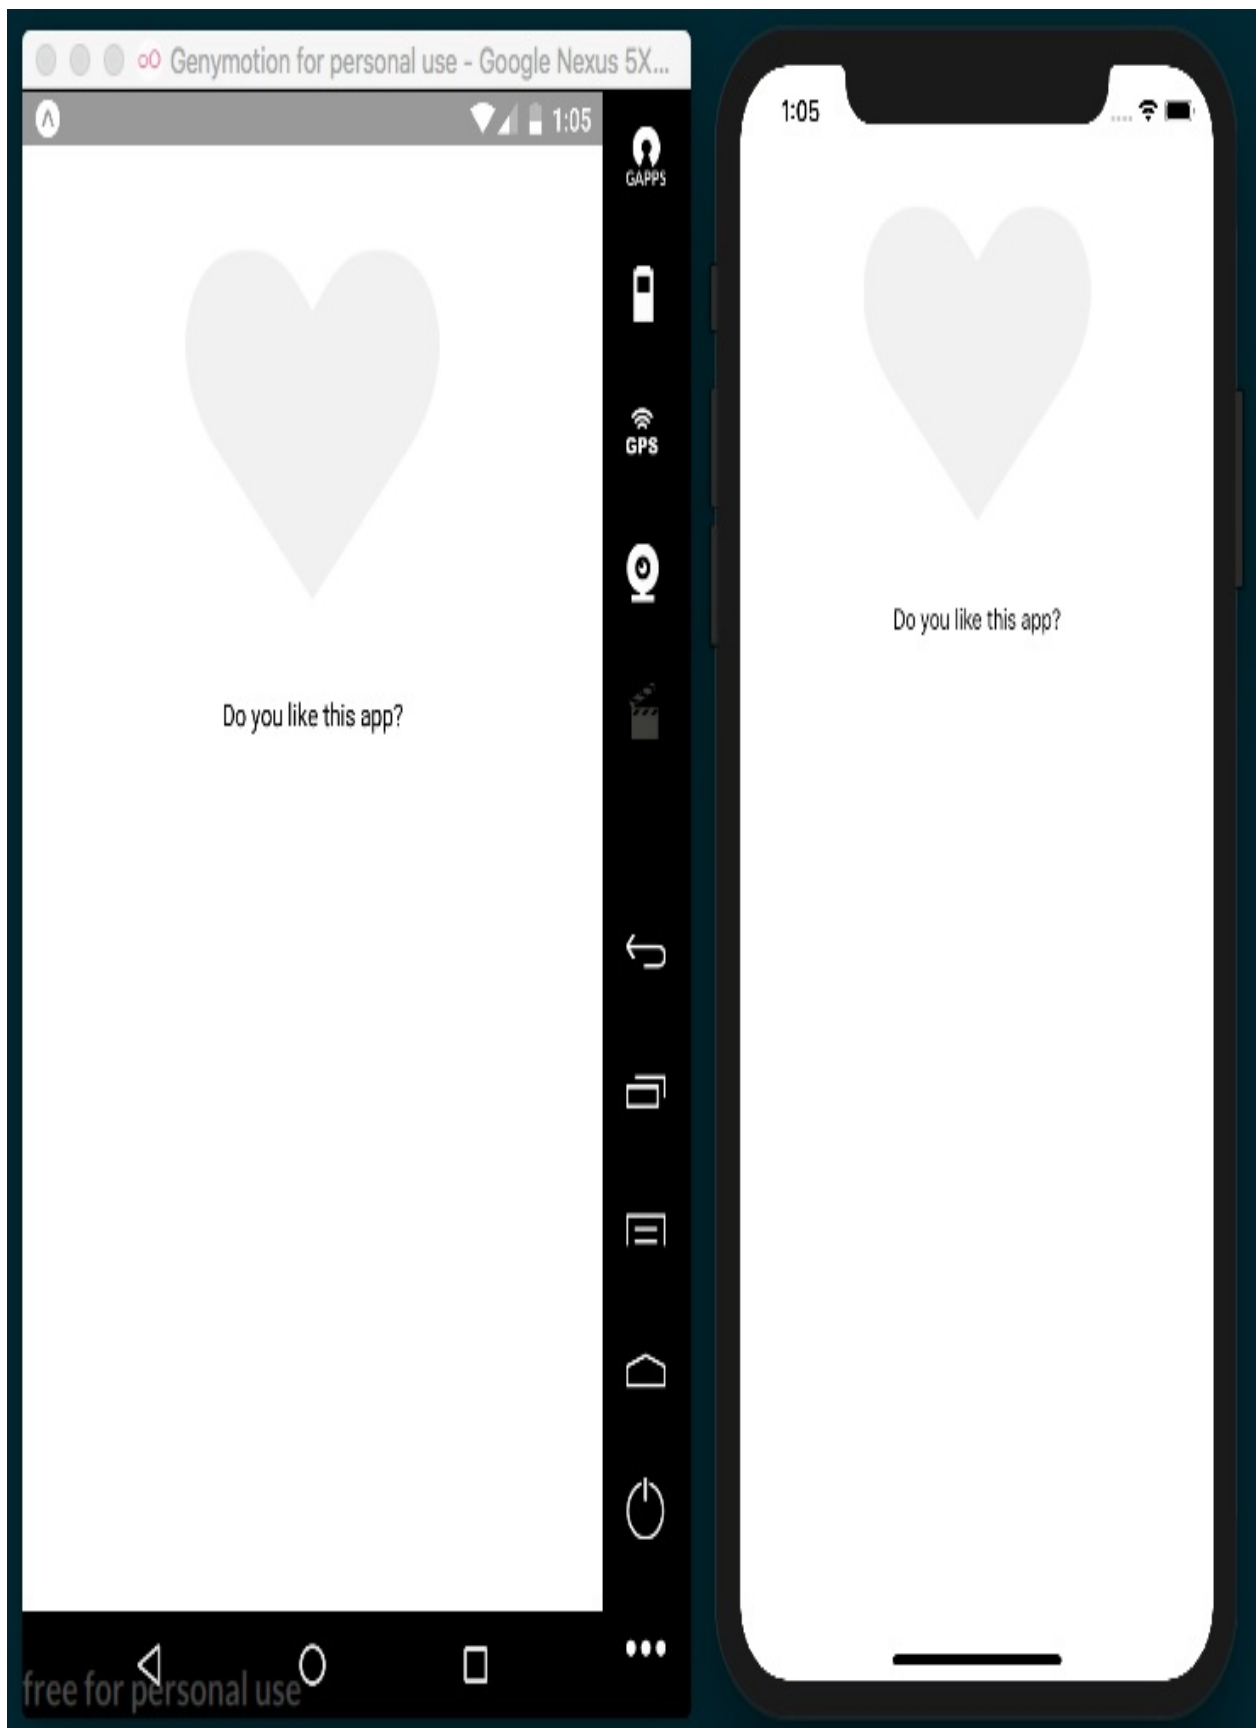 Genymotion for personal use - Google Nexus 5X...
1:05
GAPPS
GPS
Do you like this app?
free for personal use
1:05
Do you like this app?